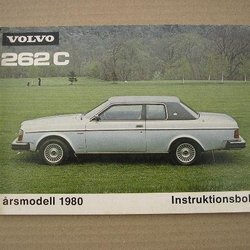 VOLVO
262 C
årsmodell 1980 Instruktionsbok